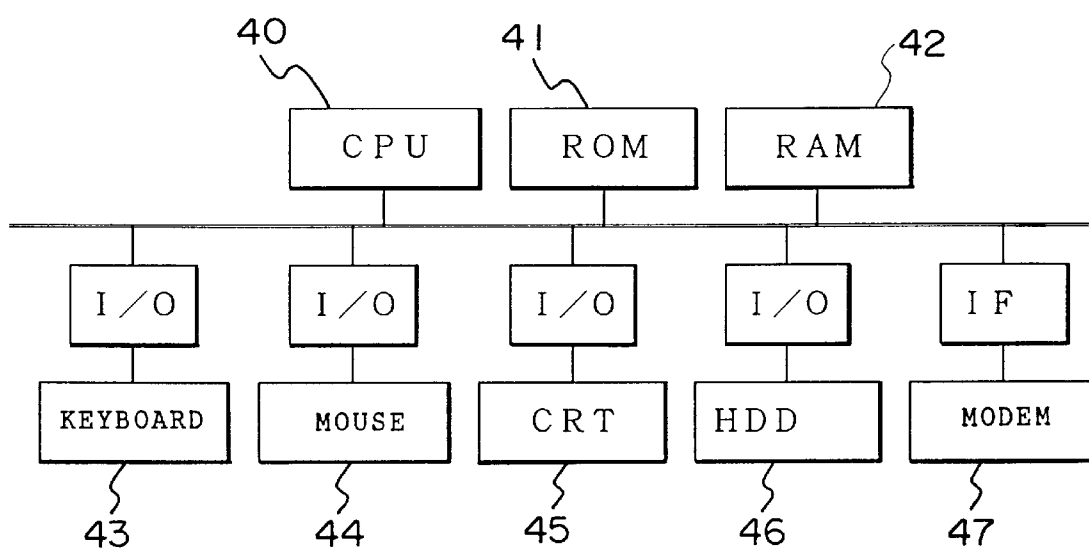 40 41 42
CPU ROM RAM
I/O I/O I/O I/O IF
KEYBOARD MOUSE CRT HDD MODEM
43 44 45 46 47